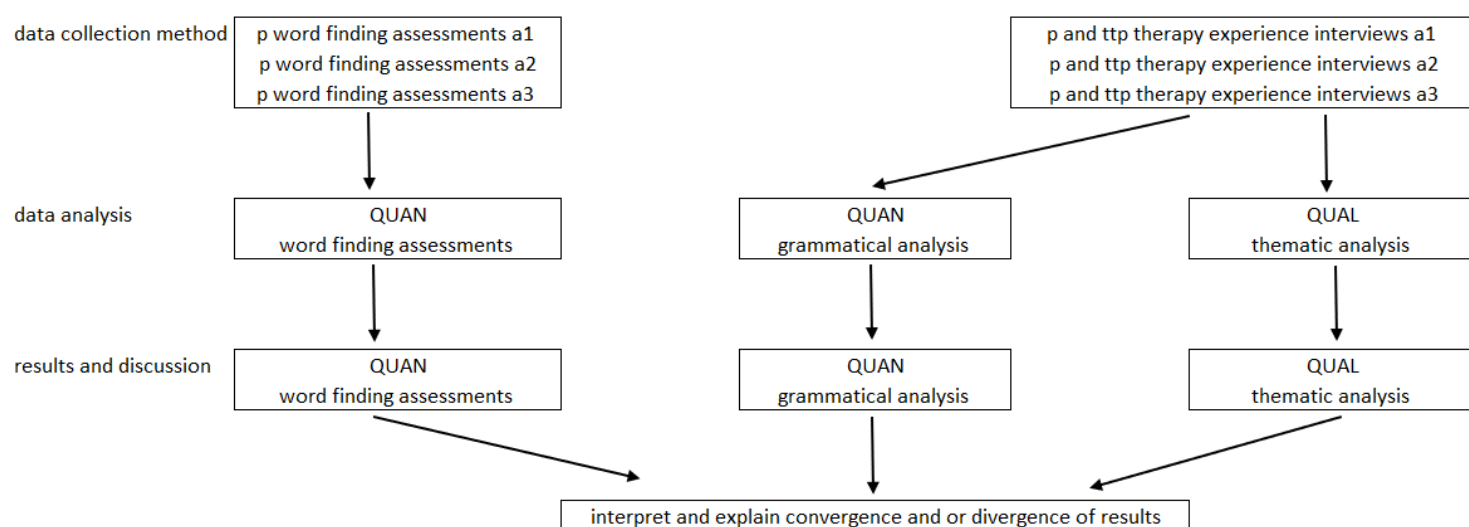 data collection method
p word finding assessments a1
p word finding assessments a2
p word finding assessments a3
p and ttp therapy experience interviews a1
p and ttp therapy experience interviews a2
p and ttp therapy experience interviews a3
data analysis
QUAN
word finding assessments
QUAN
grammatical analysis
QUAL
thematic analysis
results and discussion
QUAN
word finding assessments
QUAN
grammatical analysis
QUAL
thematic analysis
interpret and explain convergence and or divergence of results